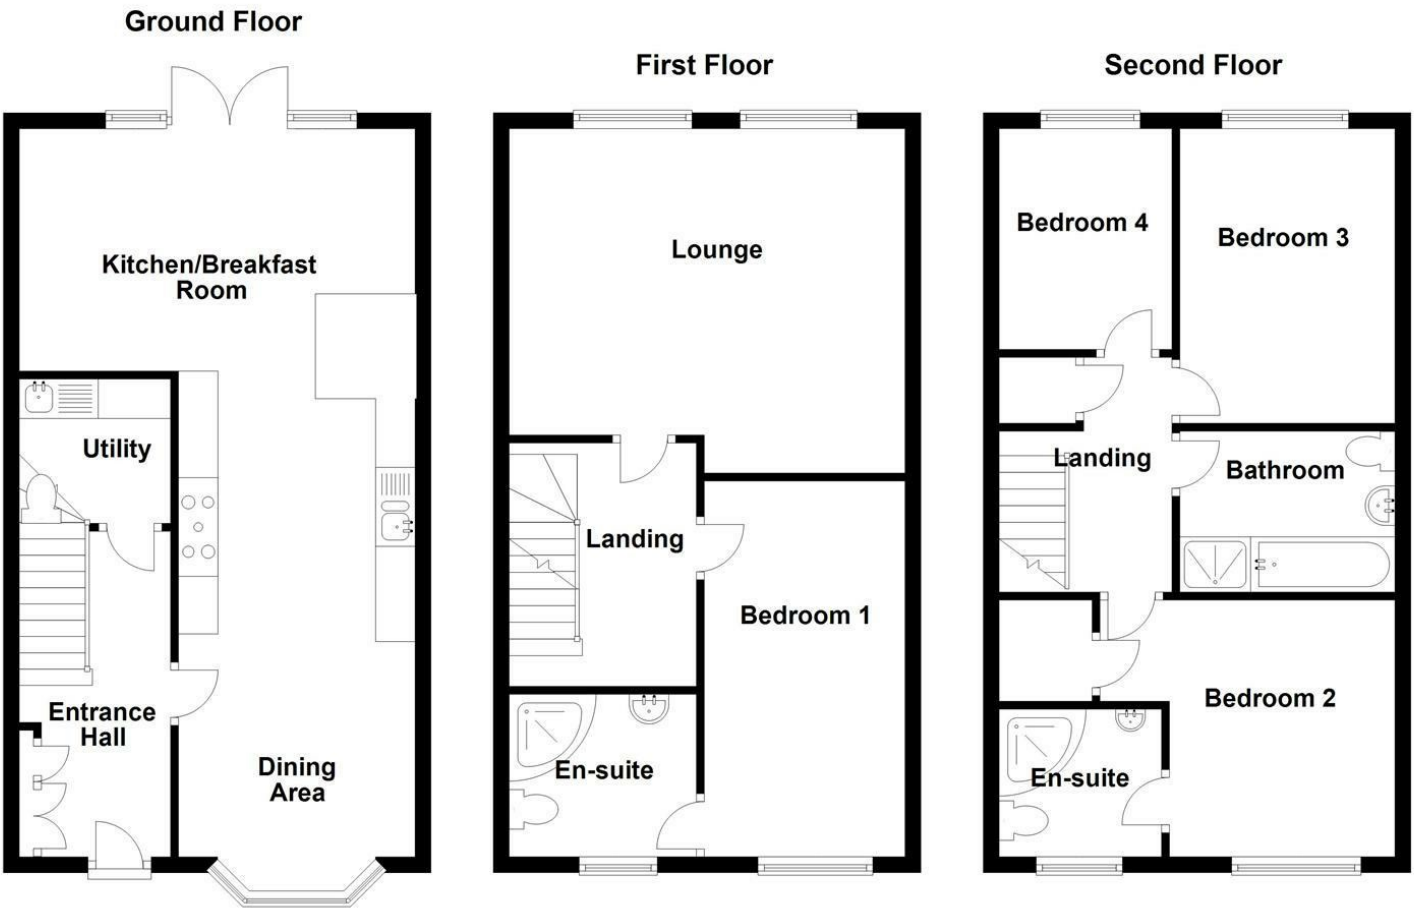 Ground Floor
Kitchen/Breakfast
Room
Utility
Entrance
Hall
Dining
Area
First Floor
Lounge
Landing
Bedroom 1
En-suite
Second Floor
Bedroom 4
Bedroom 3
Landing
Bathroom
Bedroom 2
En-suite